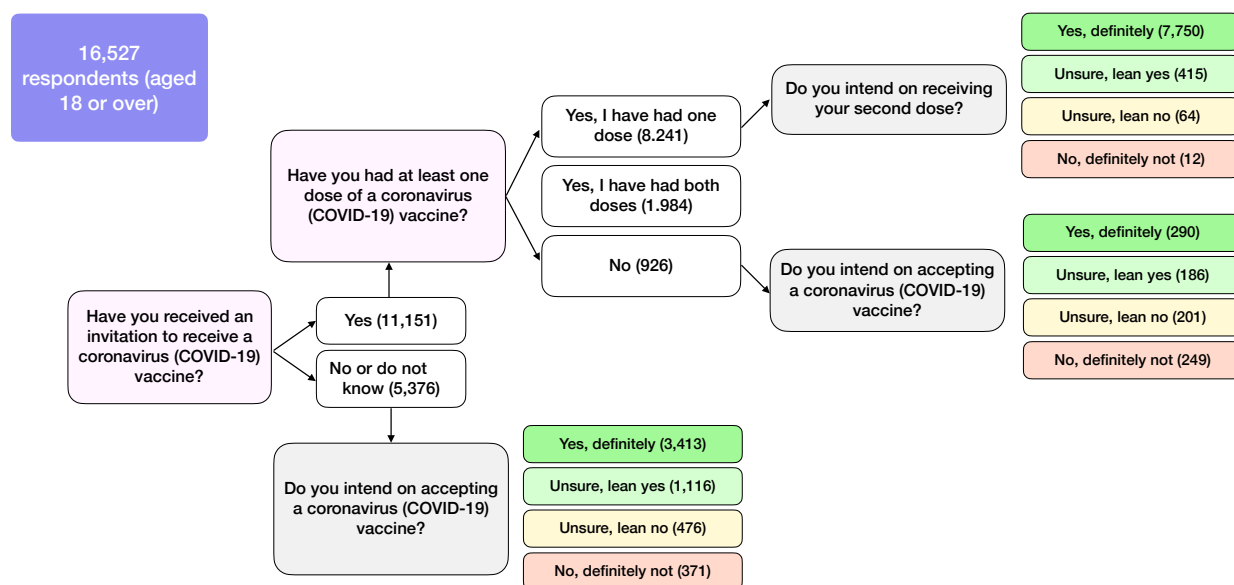 16,527
respondents (aged
18 or over)
Have you received an
invitation to receive a
coronavirus (COVID-19)
vaccine?
Yes (11,151)
No or do not
know (5,376)
Have you had at least one
dose of a coronavirus
(COVID-19) vaccine?
Yes, I have had one
dose (8.241)
Yes, I have had both
doses (1.984)
No (926)
Do you intend on receiving
your second dose?
Yes, definitely (7,750)
Unsure, lean yes (415)
Unsure, lean no (64)
No, definitely not (12)
Do you intend on accepting
a coronavirus (COVID-19)
vaccine?
Yes, definitely (290)
Unsure, lean yes (186)
Unsure, lean no (201)
No, definitely not (249)
Do you intend on accepting
a coronavirus (COVID-19)
vaccine?
Yes, definitely (3,413)
Unsure, lean yes (1,116)
Unsure, lean no (476)
No, definitely not (371)